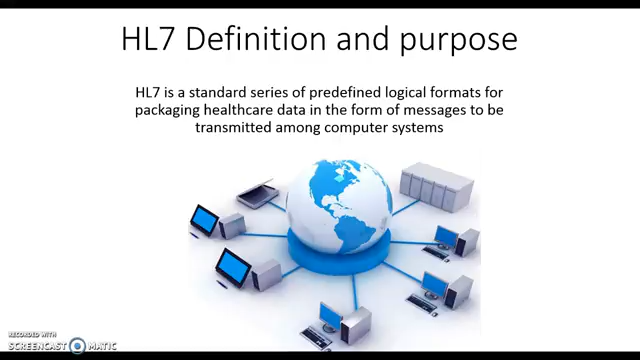 HL7 Definition and purpose
HL7 is a standard series of predefined logical formats for
packaging healthcare data in the form of messages to be
transmitted among computer systems
RECORDED WITH
SCREENCAST MATIC